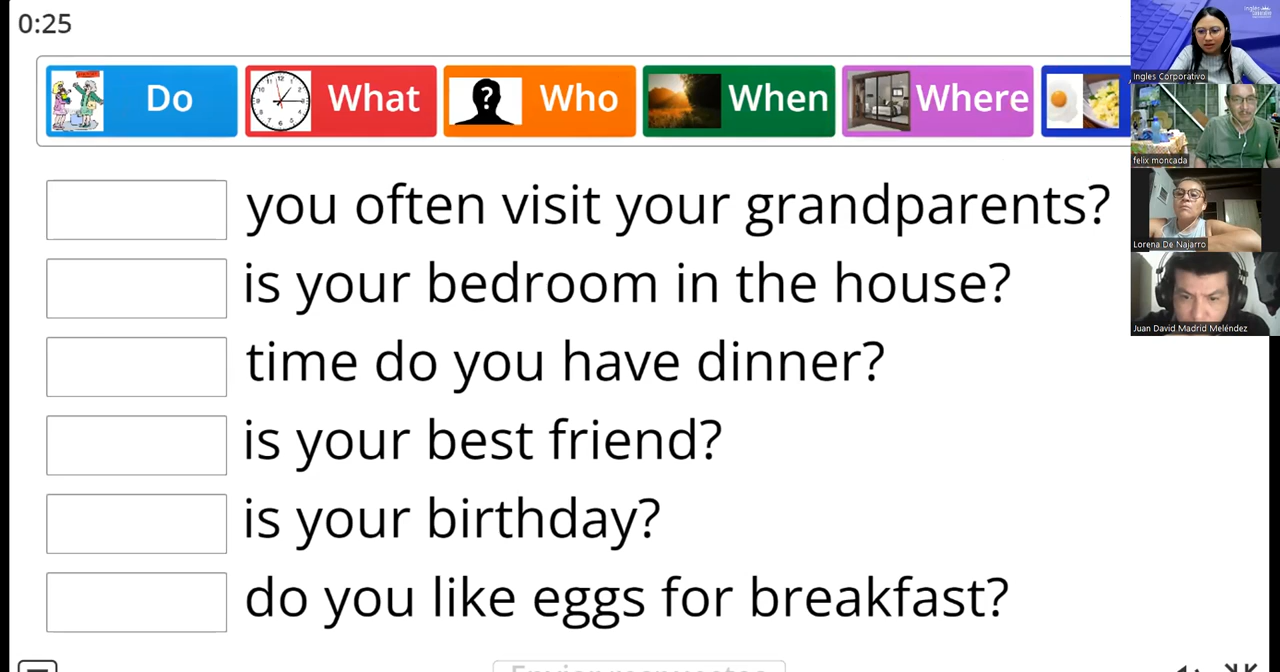 0:25
Do
What
Who
When
Where
?
you often visit your grandparents?
is your bedroom in the house?
time do you have dinner?
is your best friend?
is your birthday?
do you like eggs for breakfast?
Ingles Corporativo
felix moncada
Lorena De Najarro
Juan David Madrid Meléndez